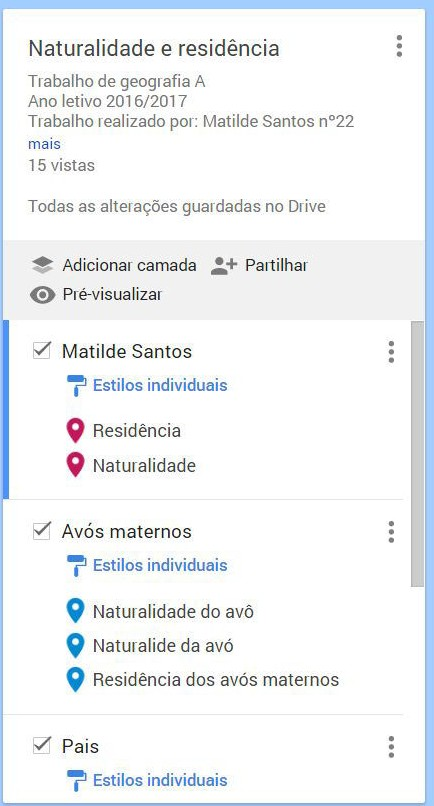 Naturalidade e residência
Trabalho de geografia A
Ano letivo 2016/2017
Trabalho realizado por: Matilde Santos nº22
mais
15 vistas
Todas as alterações guardadas no Drive
Adicionar camada Partilhar
Pré-visualizar
Matilde Santos
Estilos individuais
Residência
Naturalidade
Avós maternos
Estilos individuais
Naturalidade do avô
Naturalide da avó
Residência dos avós maternos
Pais
Estilos individuais